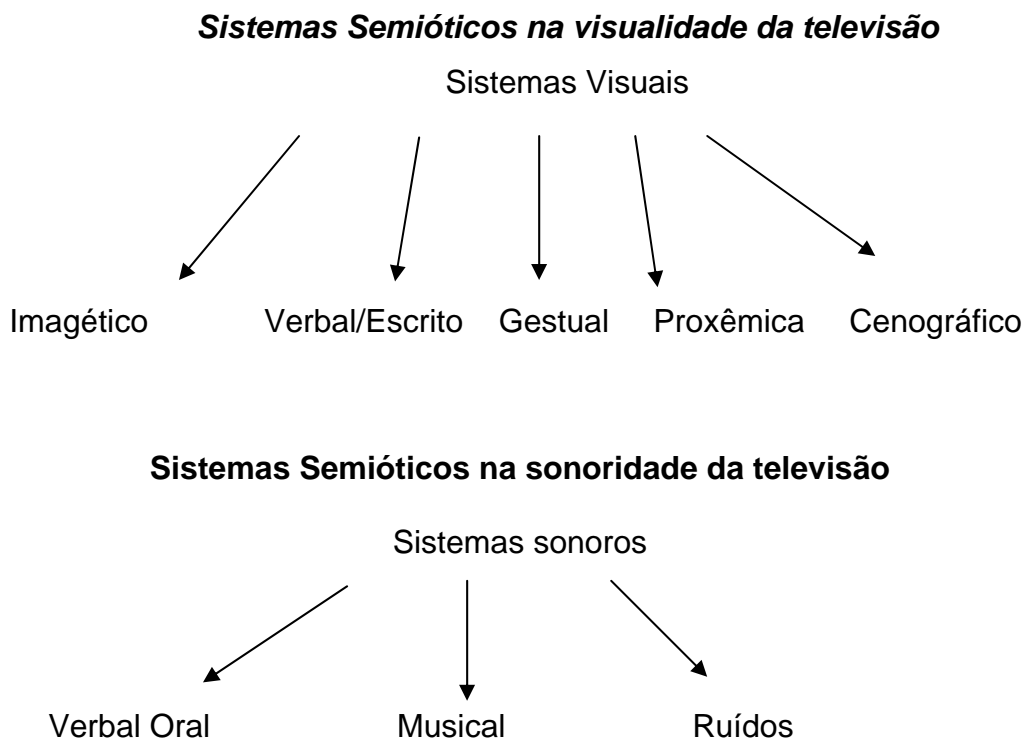 Sistemas Semióticos na visualidade da televisão
Sistemas Visuais
Imagético Verbal/Escrito Gestual Proxêmica Cenográfico
Sistemas Semióticos na sonoridade da televisão
Sistemas sonoros
Verbal Oral Musical Ruídos